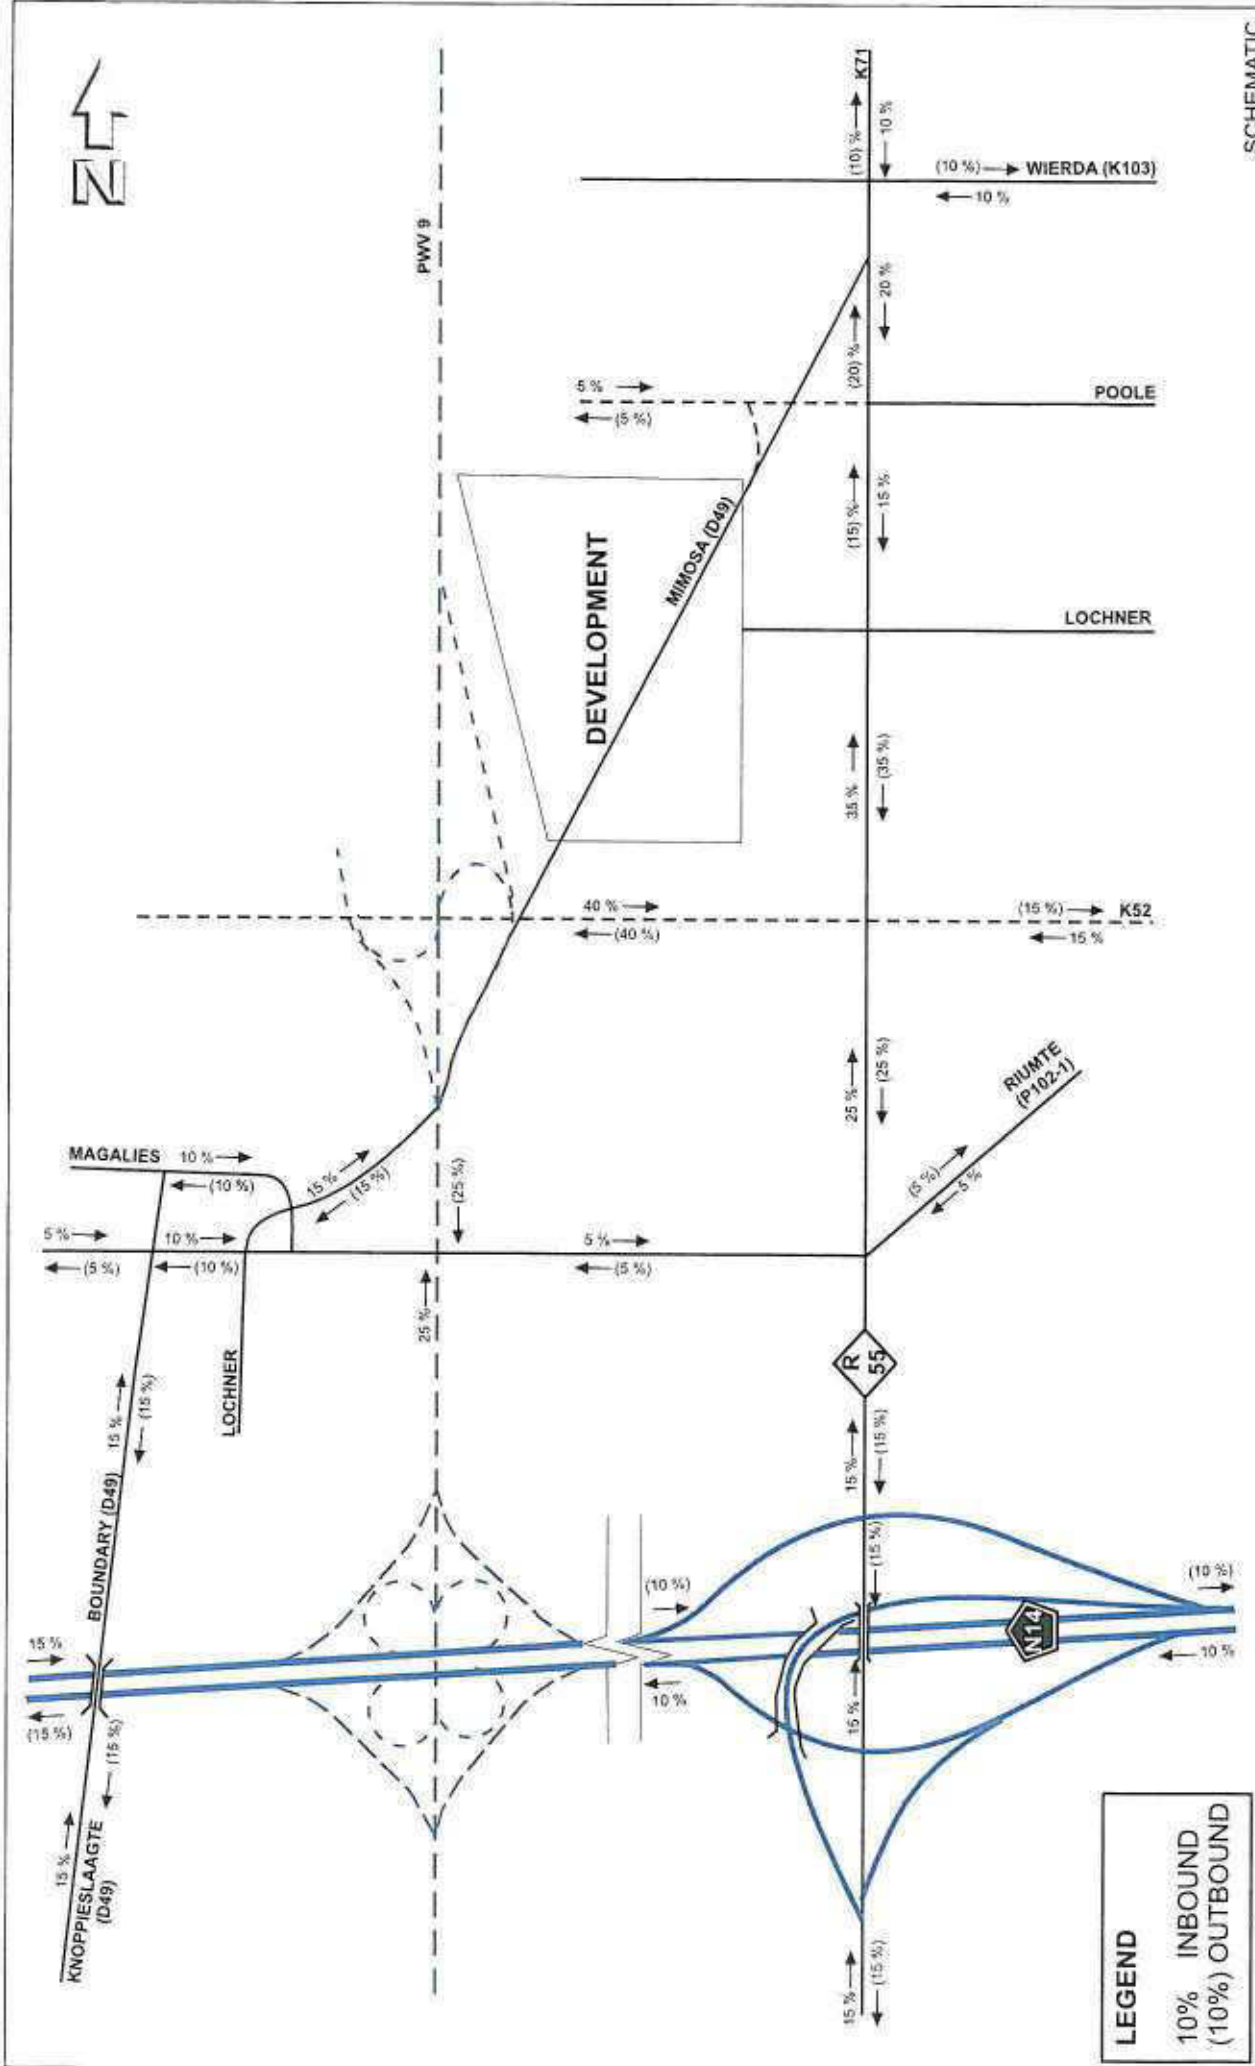 SCHEMATIC
N
PWV 9
K71
(10) %
10 %
(10 %)
WIERDA (K103)
10 %
20 %
(20) %
5 %
(5 %)
POOLE
(15) %
15 %
DEVELOPMENT
MIMOSA (D49)
LOCHNER
35 %
(35 %)
40 %
(40 %)
(15 %)
K52
15 %
25 %
(25 %)
RIUMTE
(P102-1)
(5 %)
5 %
MAGALIES
10 %
(10 %)
15 %
(15 %)
(25 %)
5 %
(5 %)
10 %
(10 %)
5 %
(5 %)
25 %
LOCHNER
R
55
15 %
(15 %)
BOUNDARY (D49)
15 %
(15 %)
15 %
(15 %)
(15 %)
(10 %)
10 %
(15 %)
15 %
N14
(10 %)
10 %
KNOPPIESLAAGTE
(D49)
15 %
15 %
(15 %)
LEGEND
10% INBOUND
(10%) OUTBOUND